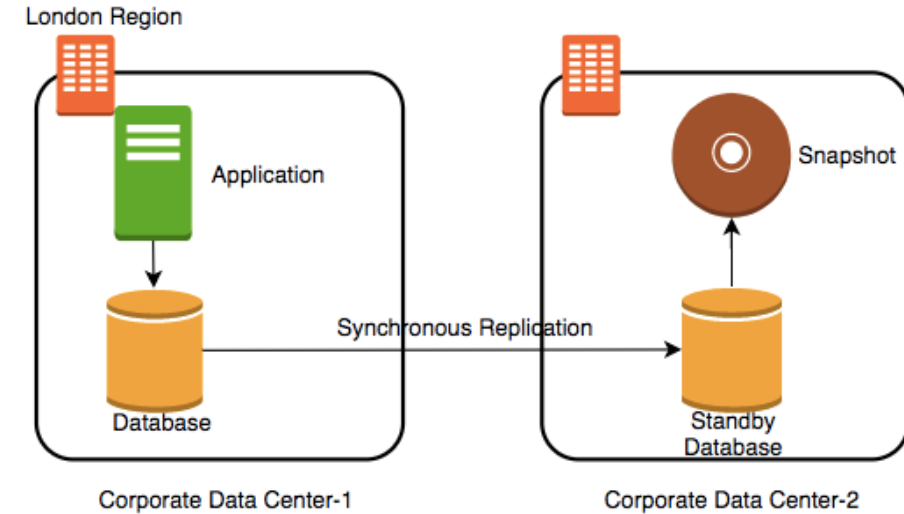 London Region
Application
Snapshot
Synchronous Replication
Database
Standby
Database
Corporate Data Center-1
Corporate Data Center-2